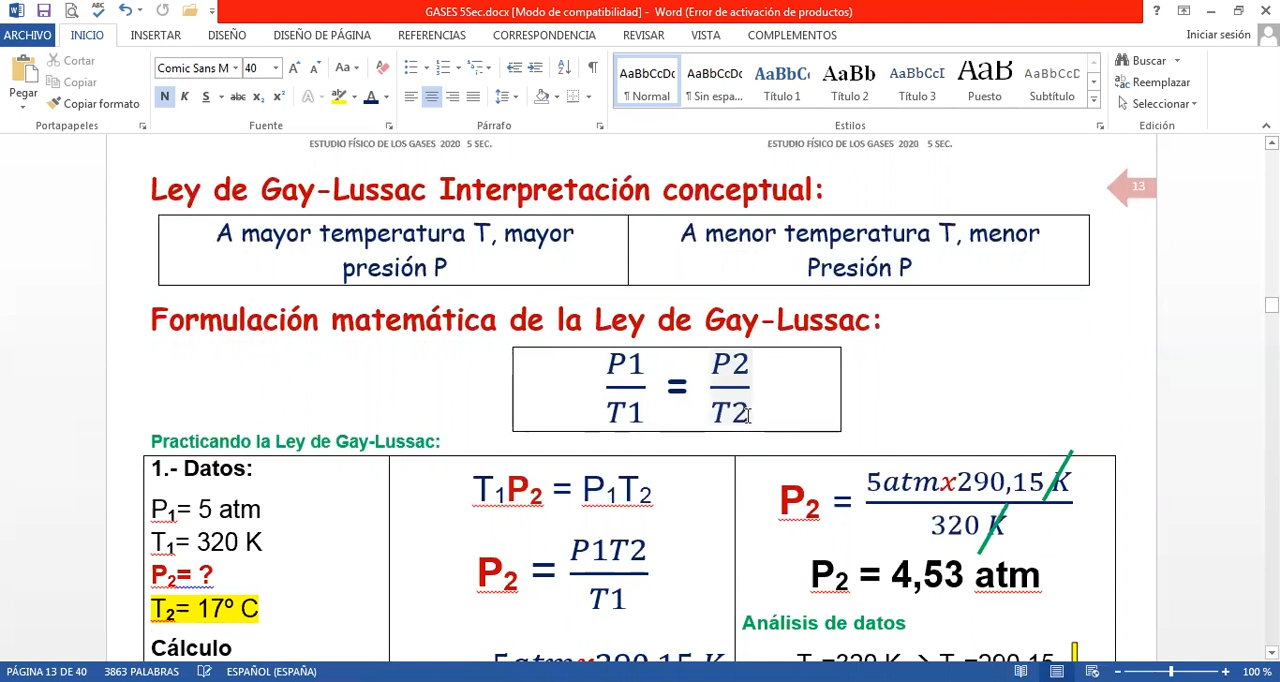 GASES 5Sec.docx [Modo de compatibilidad] - Word (Error de activación de productos)
ARCHIVO INICIO INSERTAR DISEÑO DISEÑO DE PÁGINA REFERENCIAS CORRESPONDENCIA REVISAR VISTA COMPLEMENTOS Iniciar sesión
Pegar
Cortar
Copiar
Copiar formato
Portapapeles
Comic Sans M 40
Fuente
Párrafo
AaBbCcDc AaBbCcDc AaBbC AaBb AaBbCcI AaB AaBbCcD
¶ Normal ¶ Sin espa... Título 1 Título 2 Título 3 Puesto Subtítulo
Estilos
Buscar
Reemplazar
Seleccionar
Edición
ESTUDIO FÍSICO DE LOS GASES 2020 5 SEC. ESTUDIO FÍSICO DE LOS GASES 2020 5 SEC.
13
Ley de Gay-Lussac Interpretación conceptual:
A mayor temperatura T, mayor
presión P
A menor temperatura T, menor
Presión P
Formulación matemática de la Ley de Gay-Lussac:
P1 = P2
T1 T2
Practicando la Ley de Gay-Lussac:
1.- Datos:
P₁= 5 atm
T₁= 320 K
P₂= ?
T₂= 17º C
Cálculo
T₁P₂ = P₁T₂
P₂ = P1T2
T1
5atmx290,15 K
P₂ = 5atmx290,15 K
320 K
P₂ = 4,53 atm
Análisis de datos
T₁=320 K → T₂=290,15
PÁGINA 13 DE 40 3863 PALABRAS ESPAÑOL (ESPAÑA) 100 %